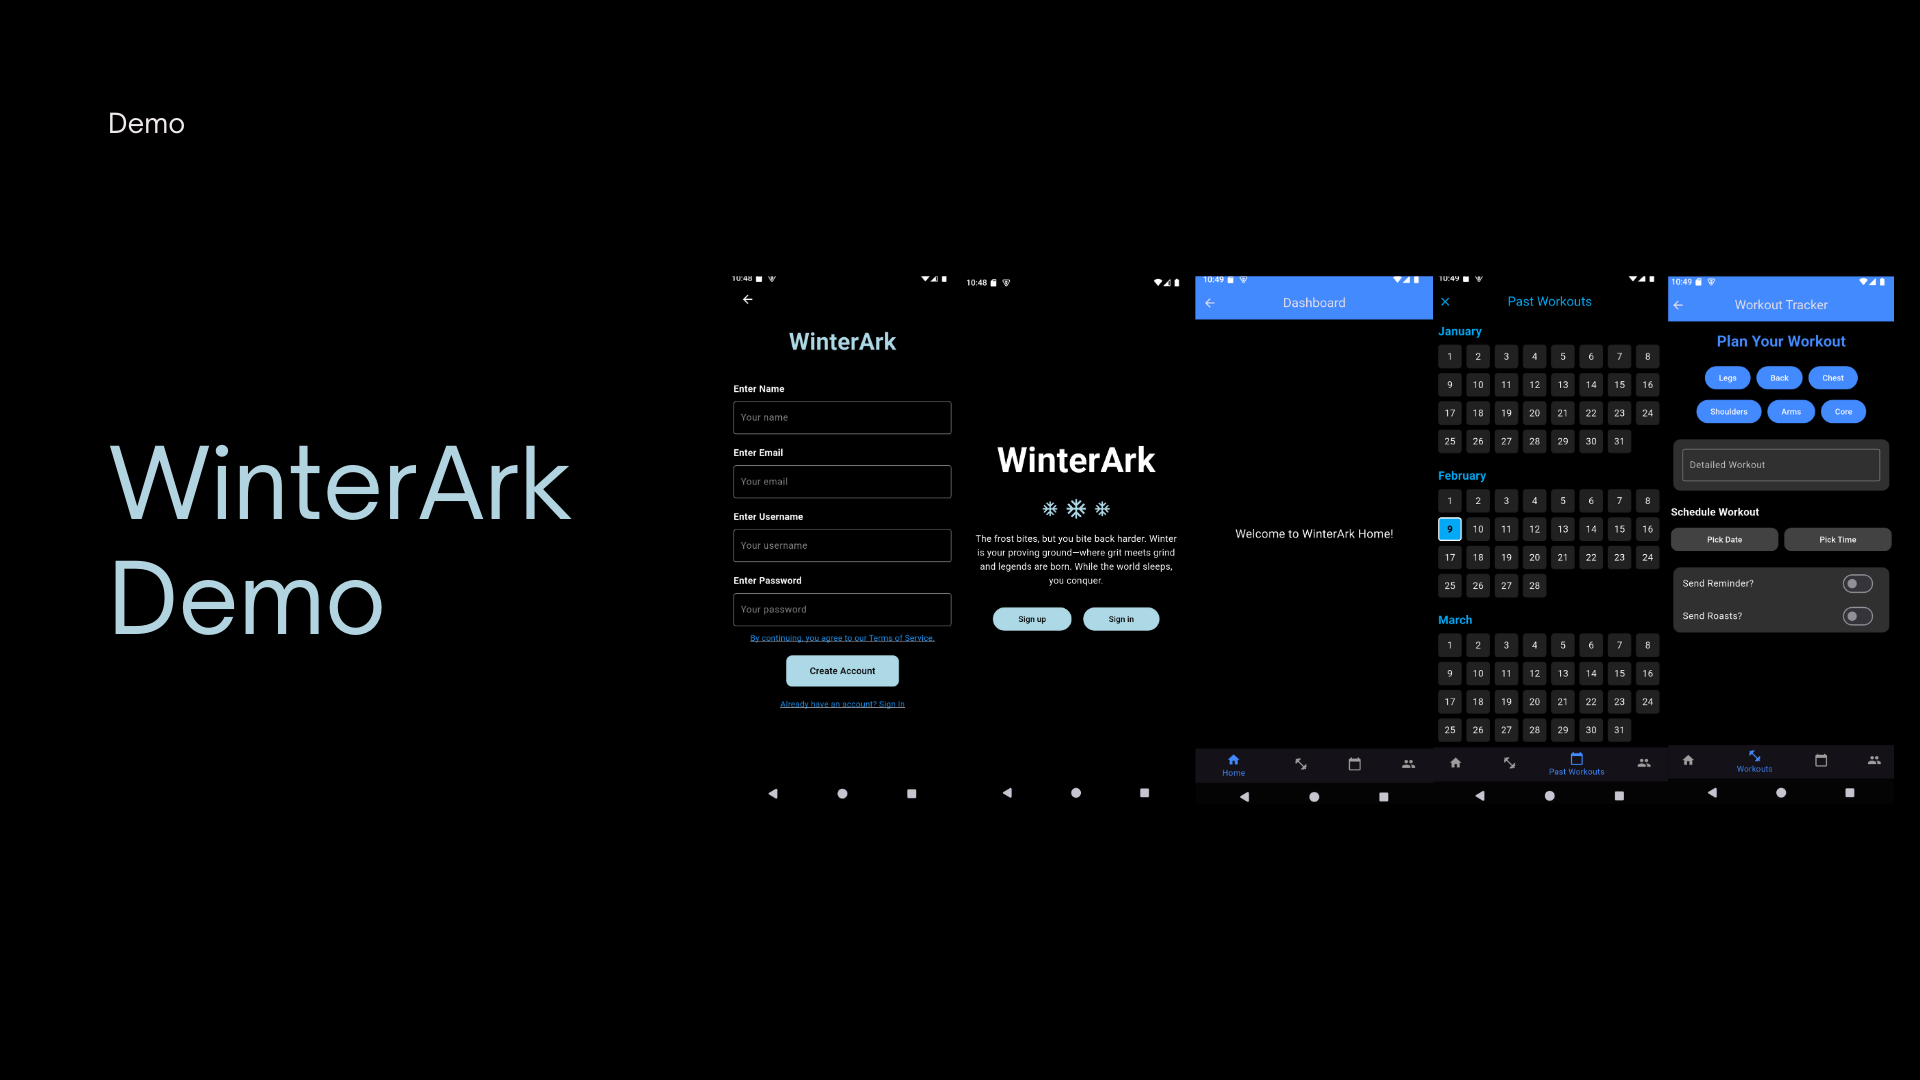 Demo
WinterArk
Demo
10:48
WinterArk
Enter Name
Your name
Enter Email
Your email
Enter Username
Your username
Enter Password
Your password
By continuing, you agree to our Terms of Service.
Create Account
Already have an account? Sign in
10:48
WinterArk
The frost bites, but you bite back harder. Winter
is your proving ground—where grit meets grind
and legends are born. While the world sleeps,
you conquer.
Sign up Sign in
10:49
Dashboard
Welcome to WinterArk Home!
Home
10:49
Past Workouts
January
1 2 3 4 5 6 7 8
9 10 11 12 13 14 15 16
17 18 19 20 21 22 23 24
25 26 27 28 29 30 31
February
1 2 3 4 5 6 7 8
9 10 11 12 13 14 15 16
17 18 19 20 21 22 23 24
25 26 27 28
March
1 2 3 4 5 6 7 8
9 10 11 12 13 14 15 16
17 18 19 20 21 22 23 24
25 26 27 28 29 30 31
Past Workouts
10:49
Workout Tracker
Plan Your Workout
Legs Back Chest
Shoulders Arms Core
Detailed Workout
Schedule Workout
Pick Date Pick Time
Send Reminder?
Send Roasts?
Workouts